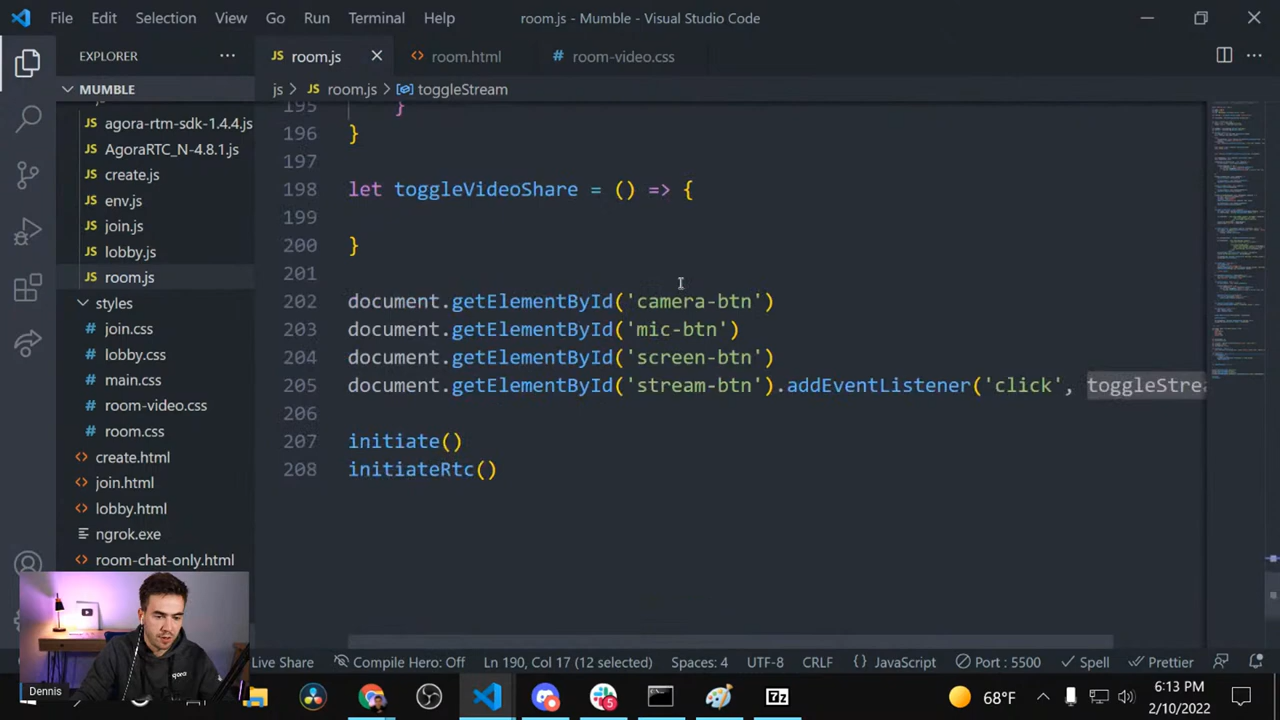 File Edit Selection View Go Run Terminal Help room.js - Mumble - Visual Studio Code
EXPLORER
JS room.js
<> room.html
# room-video.css
MUMBLE
js > JS room.js > toggleStream
JS agora-rtm-sdk-1.4.4.js
JS AgoraRTC_N-4.8.1.js
JS create.js
JS env.js
JS join.js
JS lobby.js
JS room.js
styles
# join.css
# lobby.css
# main.css
# room-video.css
# room.css
<> create.html
<> join.html
<> lobby.html
ngrok.exe
<> room-chat-only.html
195 }
196 }
197
198 let toggleVideoShare = () => {
199
200 }
201
202 document.getElementById('camera-btn')
203 document.getElementById('mic-btn')
204 document.getElementById('screen-btn')
205 document.getElementById('stream-btn').addEventListener('click', toggleStrea
206
207 initiate()
208 initiateRtc()
agora
Dennis
Live Share Compile Hero: Off Ln 190, Col 17 (12 selected) Spaces: 4 UTF-8 CRLF {} JavaScript Port : 5500 Spell Prettier
5
7z
68°F
6:13 PM
2/10/2022